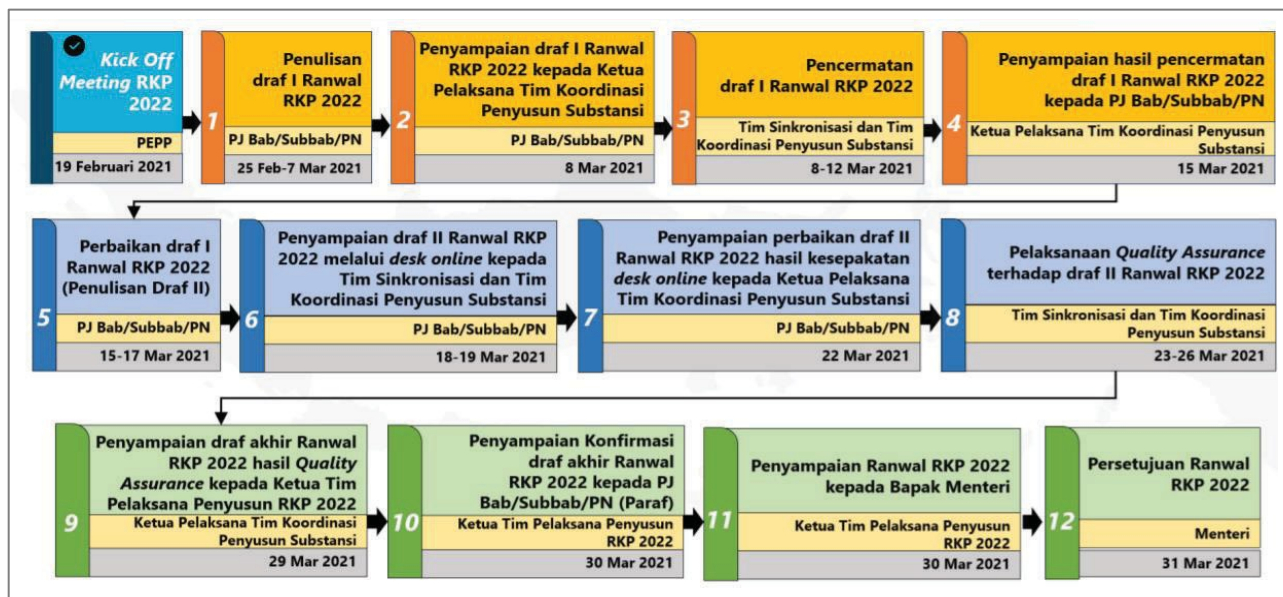 Kick Off
Meeting RKP
2022
PEPP
19 Februari 2021
1
Penulisan
draf I Ranwal
RKP 2022
PJ Bab/Subbab/PN
25 Feb-7 Mar 2021
2
Penyampaian draf I Ranwal
RKP 2022 kepada Ketua
Pelaksana Tim Koordinasi
Penyusun Substansi
PJ Bab/Subbab/PN
8 Mar 2021
3
Pencermatan
draf I Ranwal RKP 2022
Tim Sinkronisasi dan Tim
Koordinasi Penyusun Substansi
8-12 Mar 2021
4
Penyampaian hasil pencermatan
draf I Ranwal RKP 2022
kepada PJ Bab/Subbab/PN
Ketua Pelaksana Tim Koordinasi Penyusun
Substansi
15 Mar 2021
5
Perbaikan draf I
Ranwal RKP 2022
(Penulisan Draf II)
PJ Bab/Subbab/PN
15-17 Mar 2021
6
Penyampaian draf II Ranwal RKP
2022 melalui desk online kepada
Tim Sinkronisasi dan Tim
Koordinasi Penyusun Substansi
PJ Bab/Subbab/PN
18-19 Mar 2021
7
Penyampaian perbaikan draf II
Ranwal RKP 2022 hasil kesepakatan
desk online kepada Ketua Pelaksana
Tim Koordinasi Penyusun Substansi
PJ Bab/Subbab/PN
22 Mar 2021
8
Pelaksanaan Quality Assurance
terhadap draf II Ranwal RKP 2022
Tim Sinkronisasi dan Tim Koordinasi
Penyusun Substansi
23-26 Mar 2021
9
Penyampaian draf akhir Ranwal
RKP 2022 hasil Quality
Assurance kepada Ketua Tim
Pelaksana Penyusun RKP 2022
Ketua Pelaksana Tim Koordinasi
Penyusun Substansi
29 Mar 2021
10
Penyampaian Konfirmasi
draf akhir Ranwal
RKP 2022 kepada PJ
Bab/Subbab/PN (Paraf)
Ketua Tim Pelaksana Penyusun
RKP 2022
30 Mar 2021
11
Penyampaian Ranwal RKP 2022
kepada Bapak Menteri
Ketua Tim Pelaksana Penyusun
RKP 2022
30 Mar 2021
12
Persetujuan Ranwal
RKP 2022
Menteri
31 Mar 2021